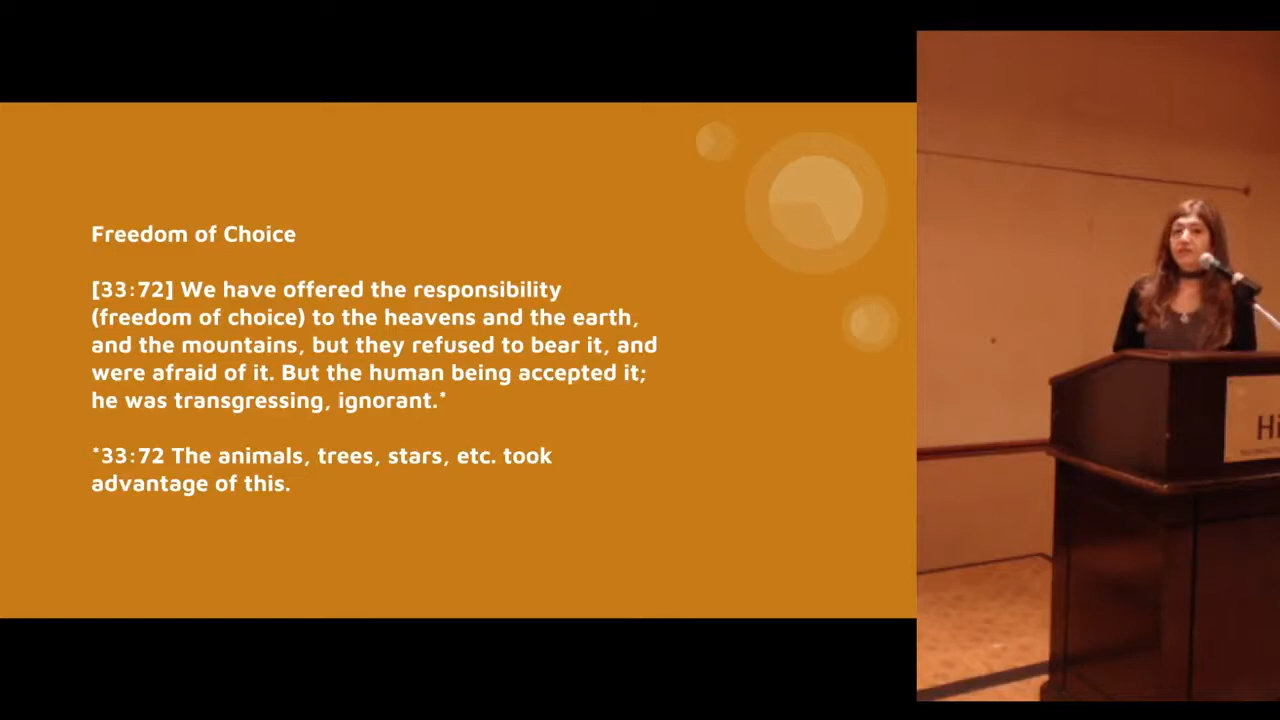 Freedom of Choice
[33:72] We have offered the responsibility
(freedom of choice) to the heavens and the earth,
and the mountains, but they refused to bear it, and
were afraid of it. But the human being accepted it;
he was transgressing, ignorant.*
*33:72 The animals, trees, stars, etc. took
advantage of this.
Hi